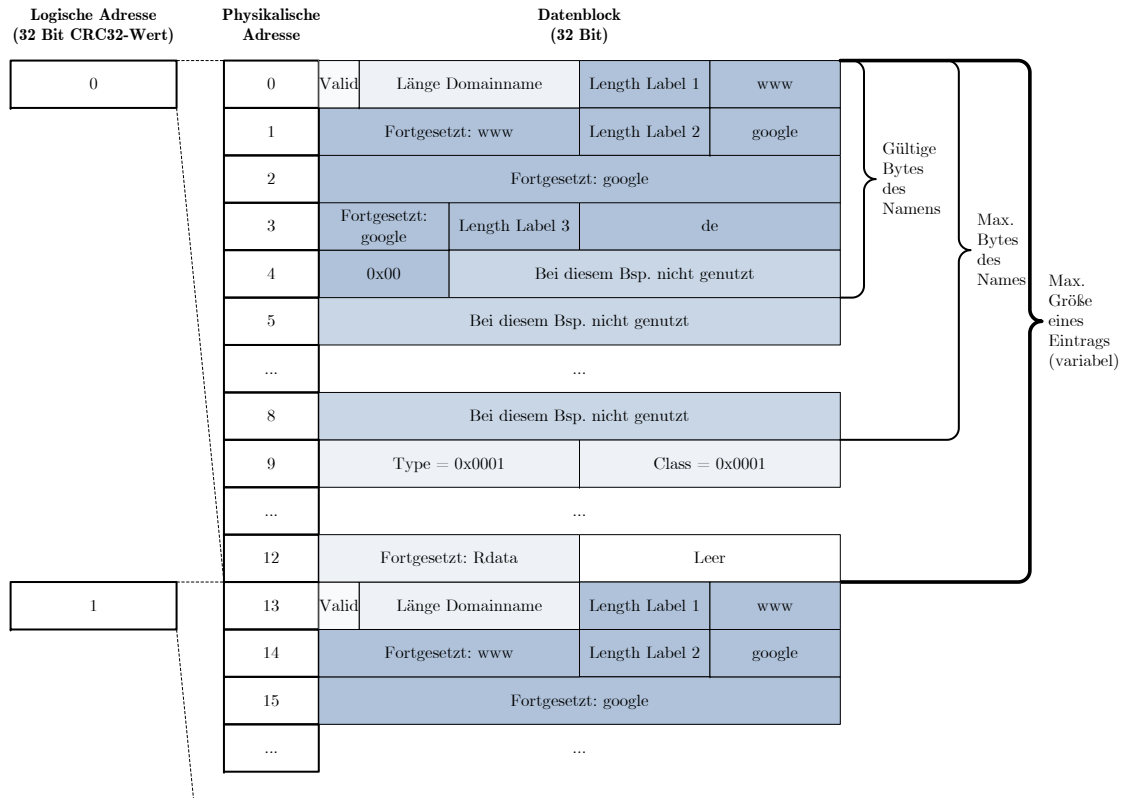 Logische Adresse
(32 Bit CRC32-Wert)
Physikalische
Adresse
Datenblock
(32 Bit)
0
0
Valid
Länge Domainname
Length Label 1
www
1
Fortgesetzt: www
Length Label 2
google
2
Fortgesetzt: google
3
Fortgesetzt:
google
Length Label 3
de
4
0x00
Bei diesem Bsp. nicht genutzt
5
Bei diesem Bsp. nicht genutzt
...
...
8
Bei diesem Bsp. nicht genutzt
9
Type = 0x0001
Class = 0x0001
...
...
12
Fortgesetzt: Rdata
Leer
1
13
Valid
Länge Domainname
Length Label 1
www
14
Fortgesetzt: www
Length Label 2
google
15
Fortgesetzt: google
...
...
Gültige
Bytes
des
Namens
Max.
Bytes
des
Names
Max.
Größe
eines
Eintrags
(variabel)